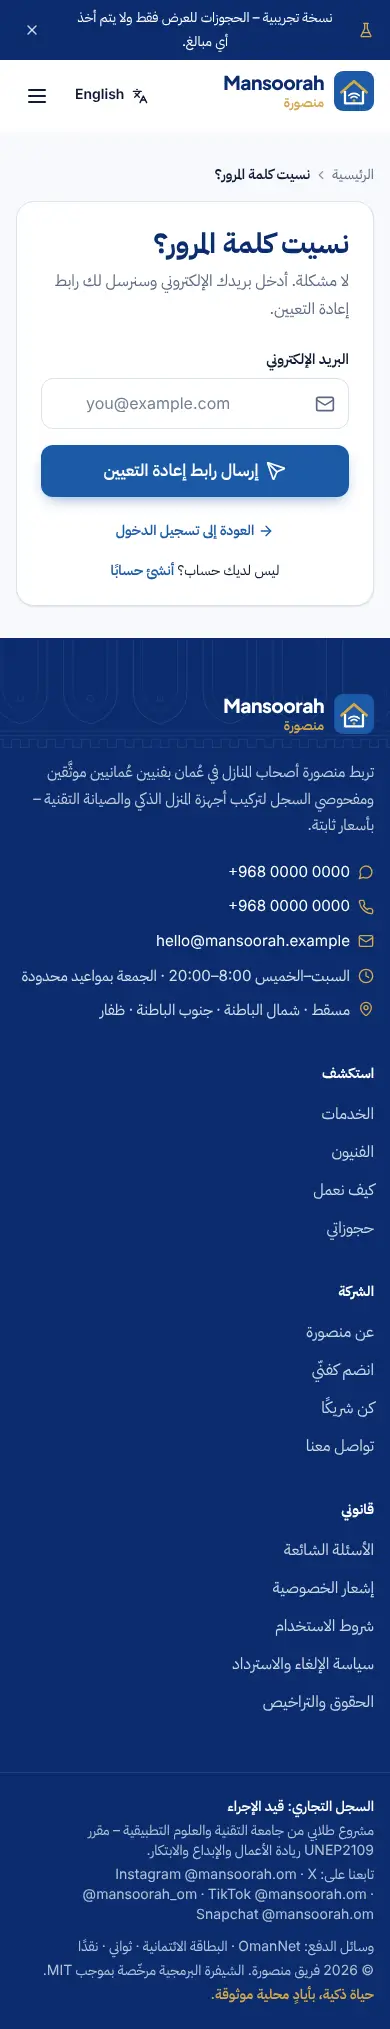 نسخة تجريبية – الحجوزات للعرض فقط ولا يتم أخذ
أي مبالغ.
Mansoorah
منصورة
English
الرئيسية
نسيت كلمة المرور؟
نسيت كلمة المرور؟
لا مشكلة. أدخل بريدك الإلكتروني وسنرسل لك رابط
إعادة التعيين.
البريد الإلكتروني
you@example.com
إرسال رابط إعادة التعيين
العودة إلى تسجيل الدخول
ليس لديك حساب؟ أنشئ حسابًا
Mansoorah
منصورة
تربط منصورة أصحاب المنازل في عُمان بفنيين عُمانيين موثَّقين
ومفحوصي السجل لتركيب أجهزة المنزل الذكي والصيانة التقنية –
بأسعار ثابتة.
+968 0000 0000
+968 0000 0000
hello@mansoorah.example
السبت–الخميس 8:00–20:00 · الجمعة بمواعيد محدودة
مسقط · شمال الباطنة · جنوب الباطنة · ظفار
استكشف
الخدمات
الفنيون
كيف نعمل
حجوزاتي
الشركة
عن منصورة
انضم كفنّي
كن شريكًا
تواصل معنا
قانوني
الأسئلة الشائعة
إشعار الخصوصية
شروط الاستخدام
سياسة الإلغاء والاسترداد
الحقوق والتراخيص
السجل التجاري: قيد الإجراء
مشروع طلابي من جامعة التقنية والعلوم التطبيقية – مقرر
UNEP2109 ريادة الأعمال والإبداع والابتكار.
تابعنا على: Instagram @mansoorah.om · X
@mansoorah_om · TikTok @mansoorah.om ·
Snapchat @mansoorah.om
وسائل الدفع: OmanNet · البطاقة الائتمانية · ثواني · نقدًا
© 2026 فريق منصورة. الشيفرة البرمجية مرخّصة بموجب MIT.
حياة ذكية، بأيادٍ محلية موثوقة.